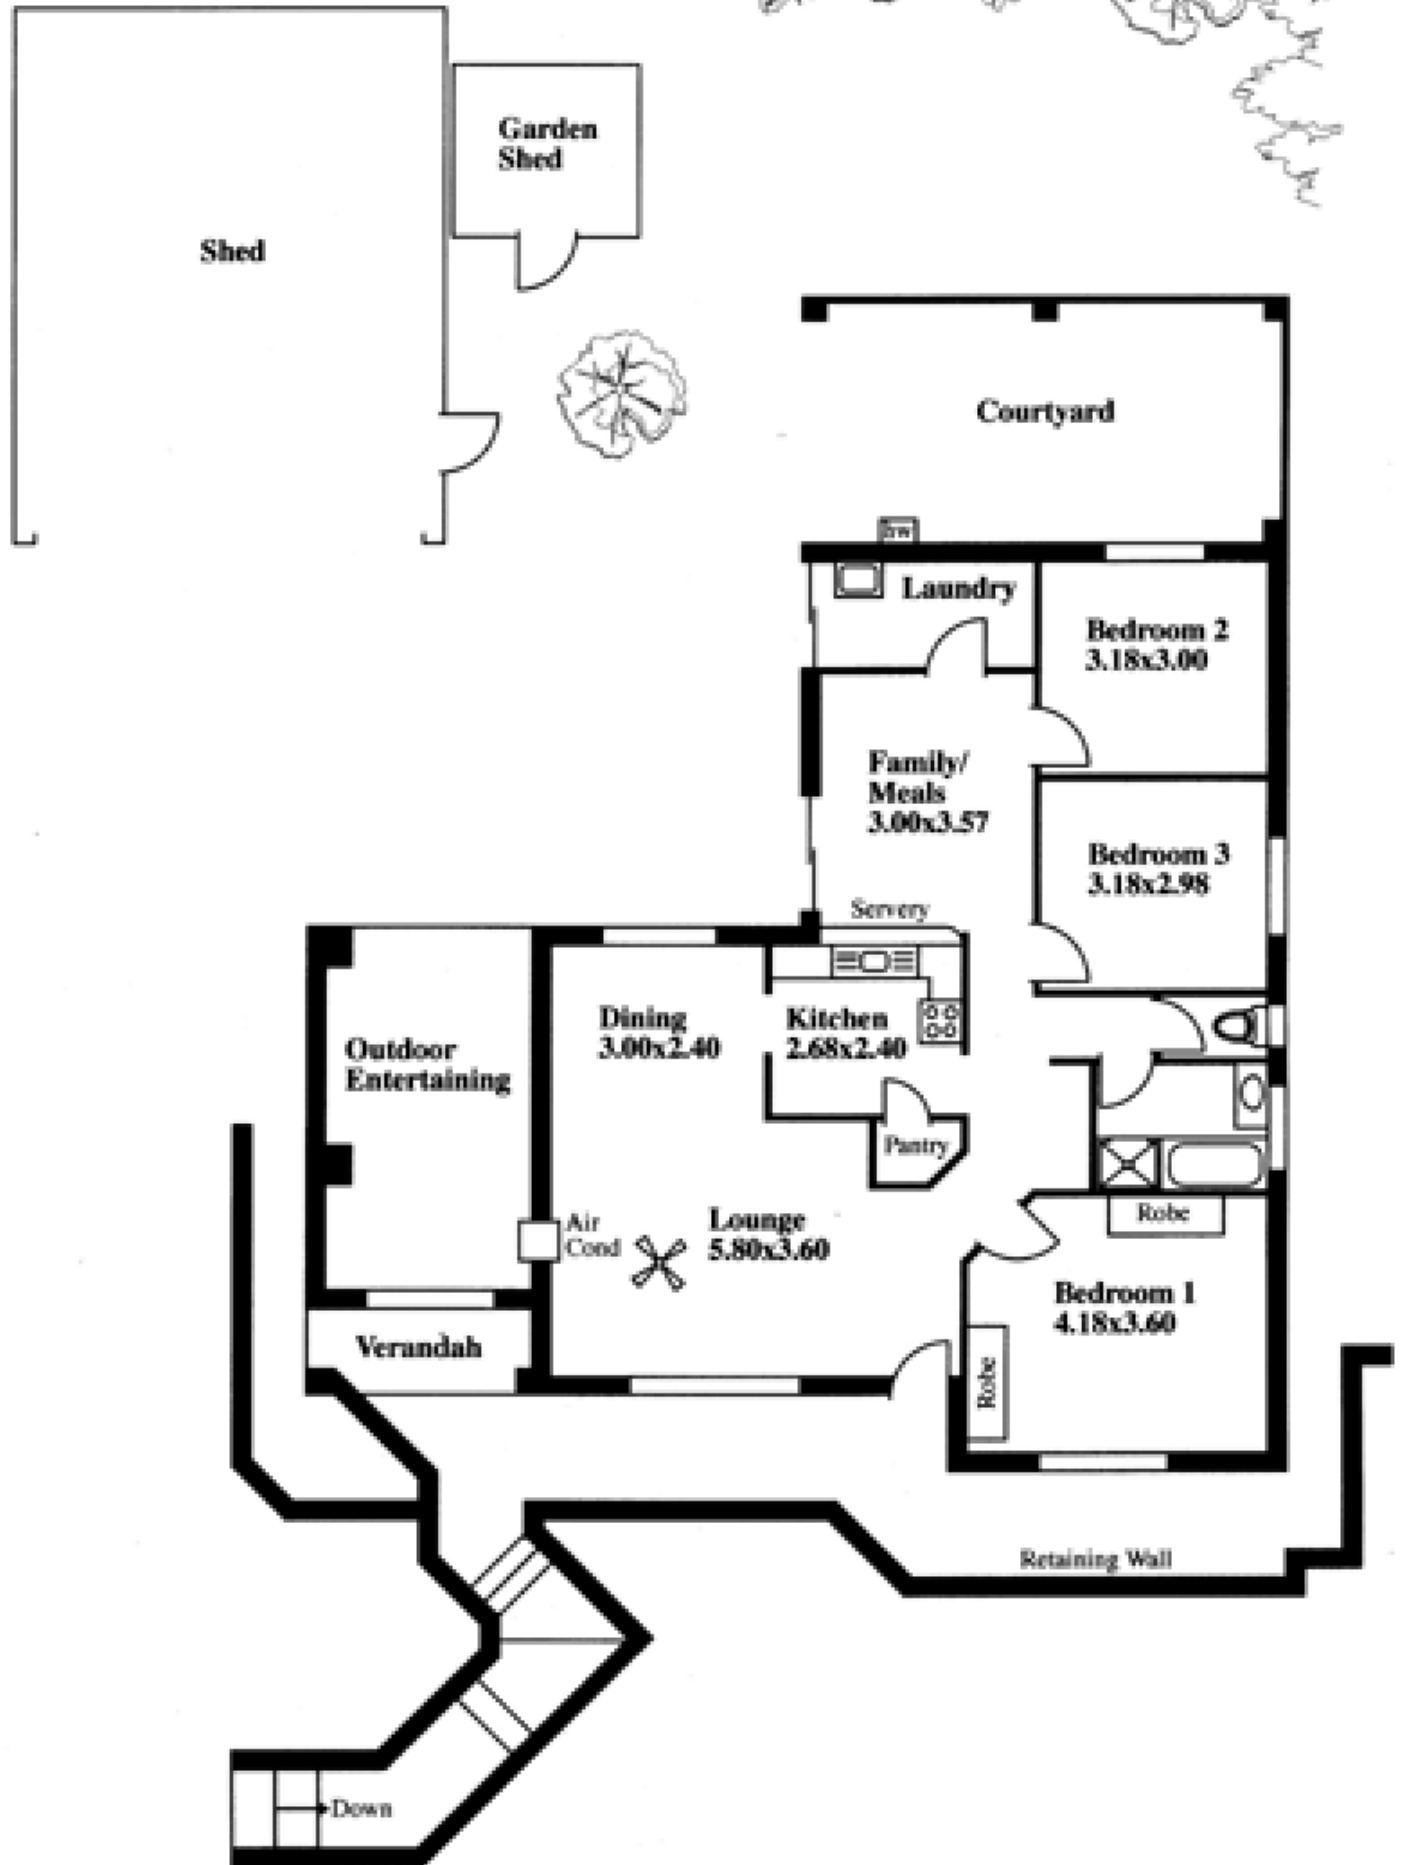 Garden
Shed
Shed
Courtyard
hw
Laundry
Bedroom 2
3.18x3.00
Family/
Meals
3.00x3.57
Bedroom 3
3.18x2.98
Servery
Dining
3.00x2.40
Kitchen
2.68x2.40
Outdoor
Entertaining
Pantry
Air
Cond
Lounge
5.80x3.60
Robe
Bedroom 1
4.18x3.60
Verandah
Robe
Retaining Wall
Down